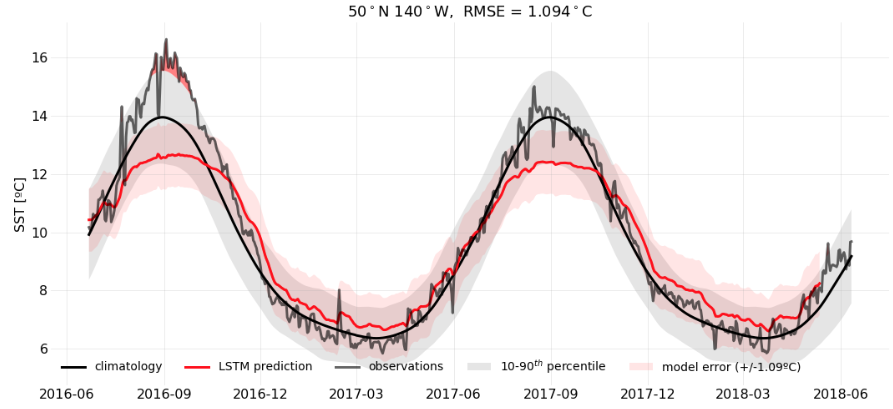 50°N 140°W, RMSE = 1.094°C
16
14
12
10
8
6
SST [ºC]
climatology LSTM prediction observations 10-90th percentile model error (+/-1.09ºC)
2016-06 2016-09 2016-12 2017-03 2017-06 2017-09 2017-12 2018-03 2018-06